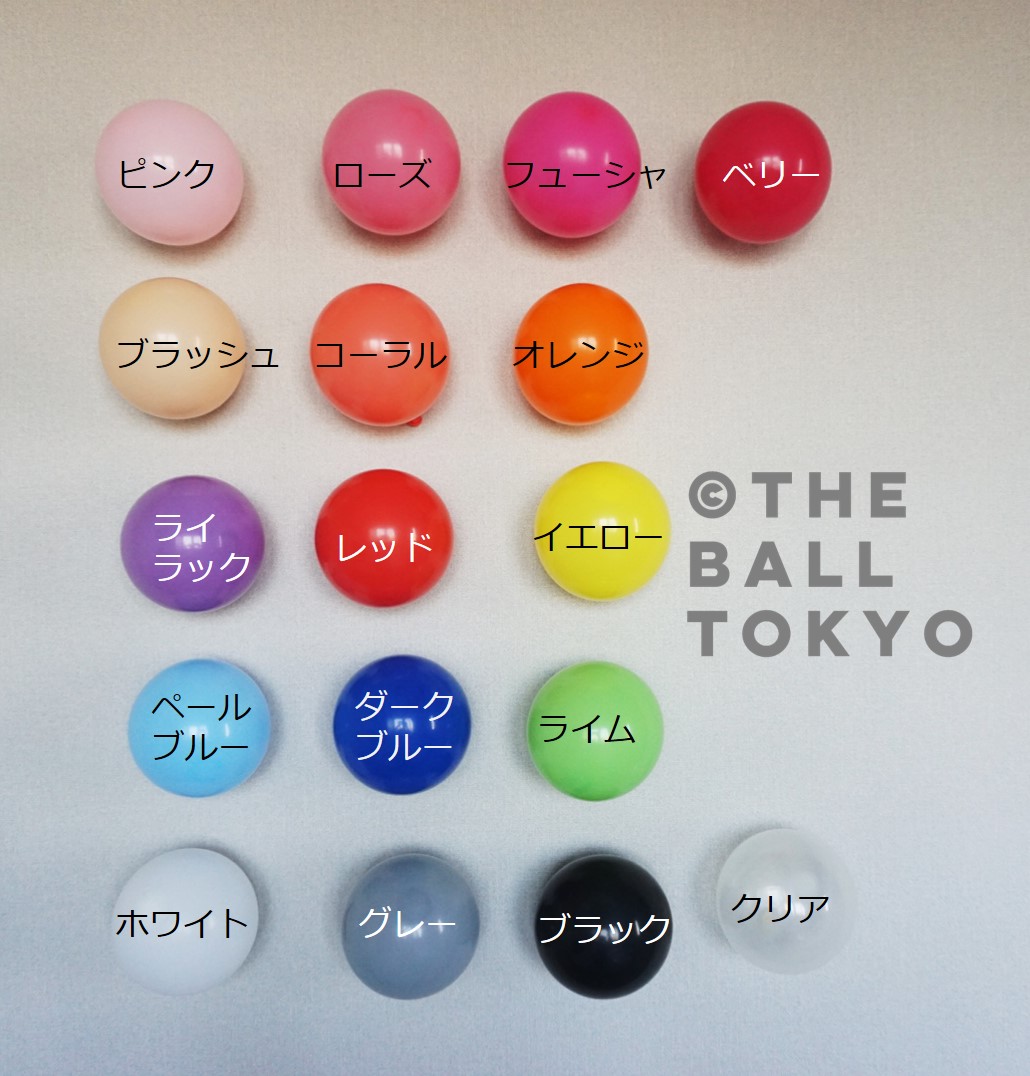 ピンク
ローズ
フューシャ
ベリー
ブラッシュ
コーラル
オレンジ
ライ
ラック
レッド
イエロー
©THE
BALL
TOKYO
ペール
ブルー
ダーク
ブルー
ライム
ホワイト
グレー
ブラック
クリア